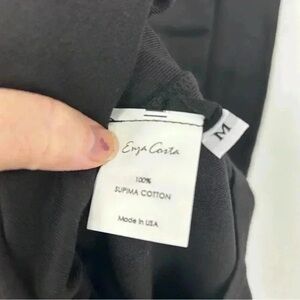 Enza Costa
M
100%
SUPIMA COTTON
Made in USA